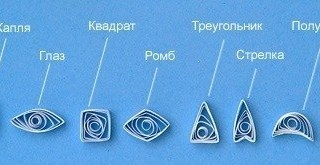 Капля
Квадрат
Треугольник
Полу
Глаз
Ромб
Стрелка